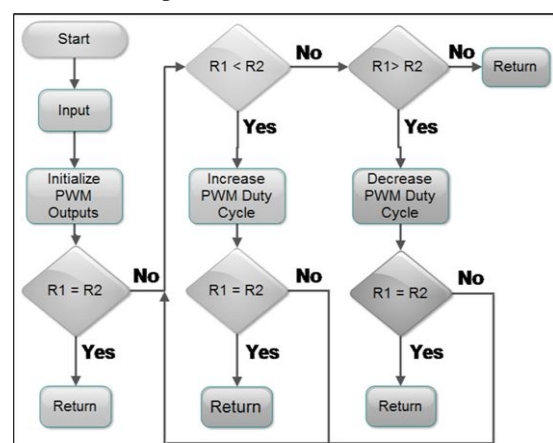 Start
Input
Initialize
PWM
Outputs
R1 = R2
No
Yes
Return
R1 < R2
No
Yes
Increase
PWM Duty
Cycle
R1 = R2
No
Yes
Return
R1> R2
No
Return
Yes
Decrease
PWM Duty
Cycle
R1 = R2
No
Yes
Return